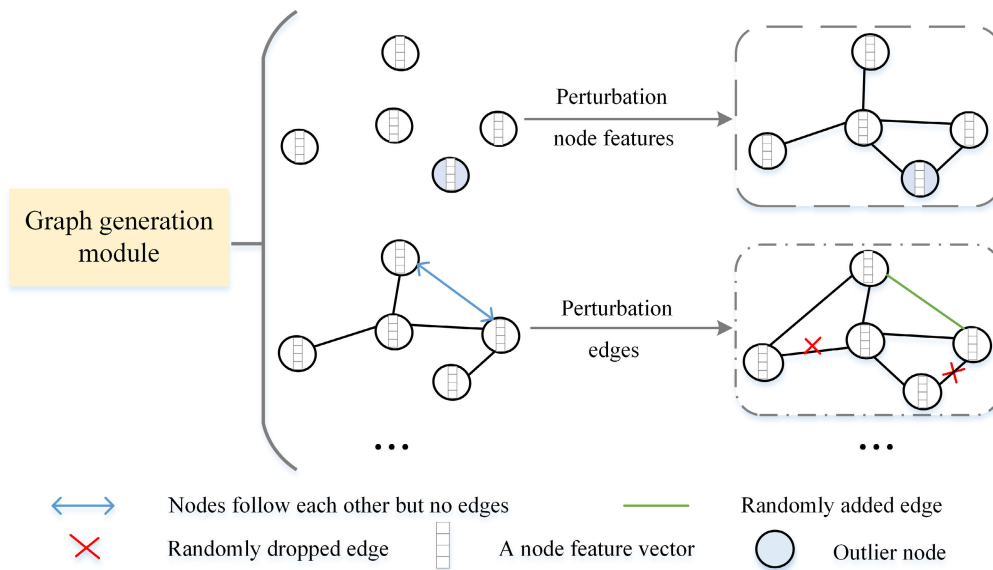 Perturbation
node features
Graph generation
module
Perturbation
edges
...
...
Nodes follow each other but no edges
Randomly added edge
Randomly dropped edge
A node feature vector
Outlier node